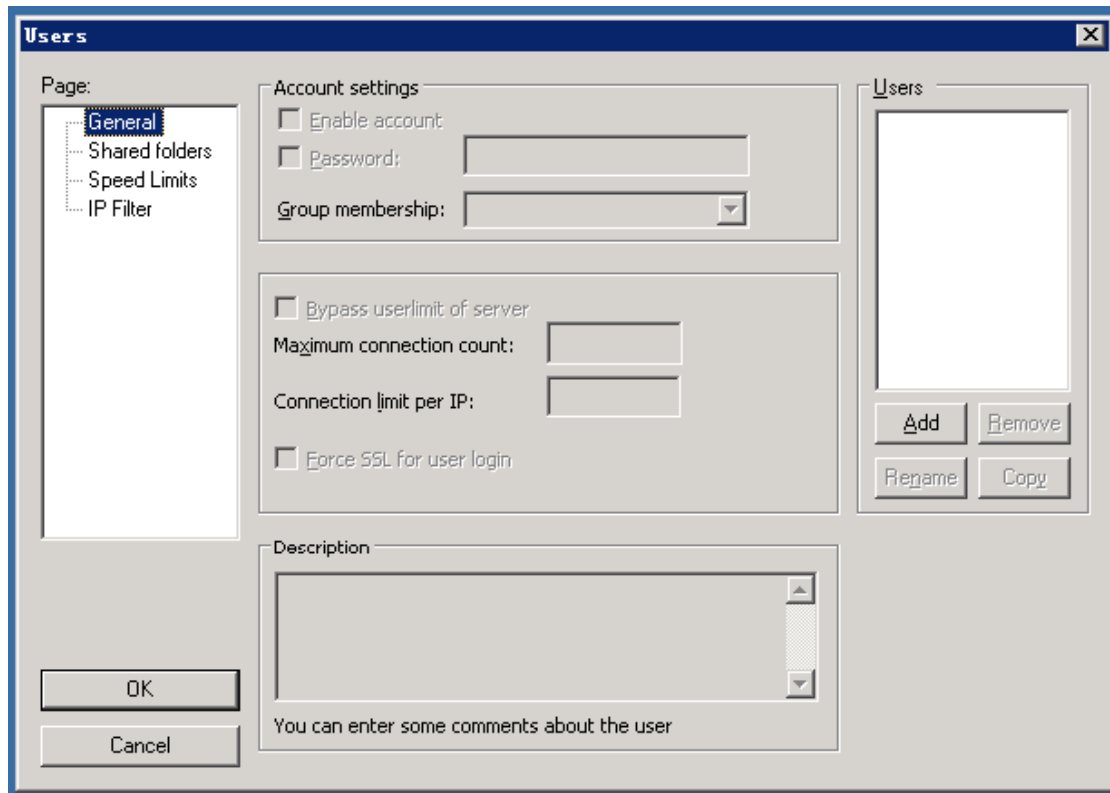 Users
Page:
General
Shared folders
Speed Limits
IP Filter
Account settings
Enable account
Password:
Group membership:
Bypass userlimit of server
Maximum connection count:
Connection limit per IP:
Force SSL for user login
Description
You can enter some comments about the user
Users
Add Remove
Rename Copy
OK
Cancel